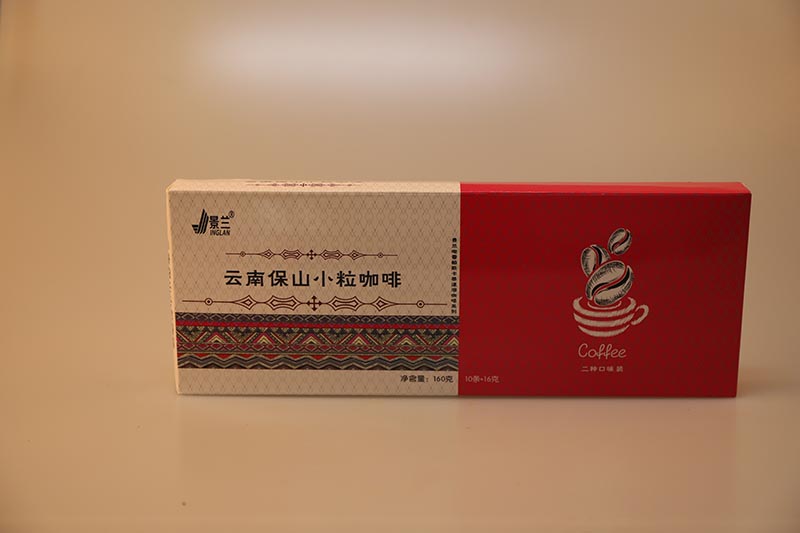 景兰®
INGLAN
云南保山小粒咖啡
净含量：160克 10条×16克
Coffee
二种口味装